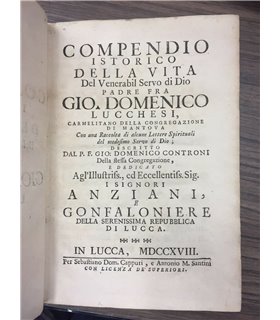 COMPENDIO
ISTORICO
DELLA VITA
Del Venerabil Servo di Dio
PADRE FRA
GIO. DOMENICO
LUCCHESI,
CARMELITANO DELLA CONGREGAZIONE
DI MANTOVA
Con una Raccolta di alcune Lettere Spirituali
del medesimo Servo di Dio;
DESCRITTO
DAL P. F. GIO: DOMENICO CONTRONI
Della stessa Congregazione,
E DEDICATO
Agl'Illustriss., ed Eccellentiss. Sig.
I SIGNORI
ANZIANI,
E
GONFALONIERE
DELLA SERENISSIMA REPUBBLICA
DI LUCCA.
IN LUCCA, MDCCXVIII.
Per Sebastiano Dom. Cappuri, e Antonio M. Santini
CON LICENZA DE' SUPERIORI.